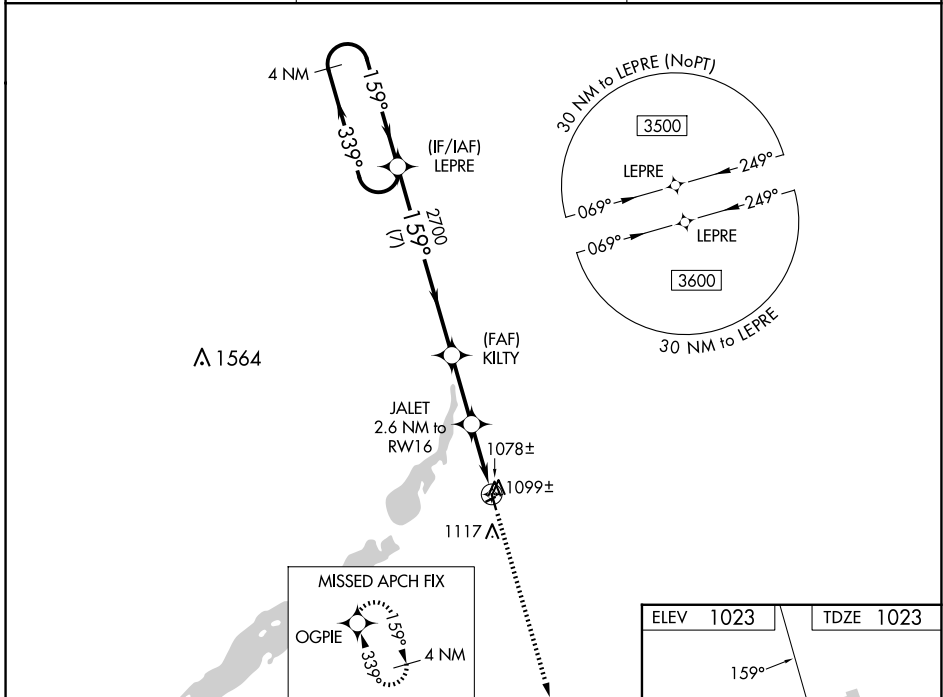 4 NM
159°
339°
(IF/IAF)
LEPRE
2700
159°
(7)
30 NM to LEPRE (NoPT)
3500
LEPRE
249°
069°
249°
069°
LEPRE
3600
30 NM to LEPRE
(FAF)
KILTY
1564
JALET
2.6 NM to
RW16
1078±
1099±
1117
MISSED APCH FIX
OGPIE
159°
339°
4 NM
ELEV 1023
TDZE 1023
159°